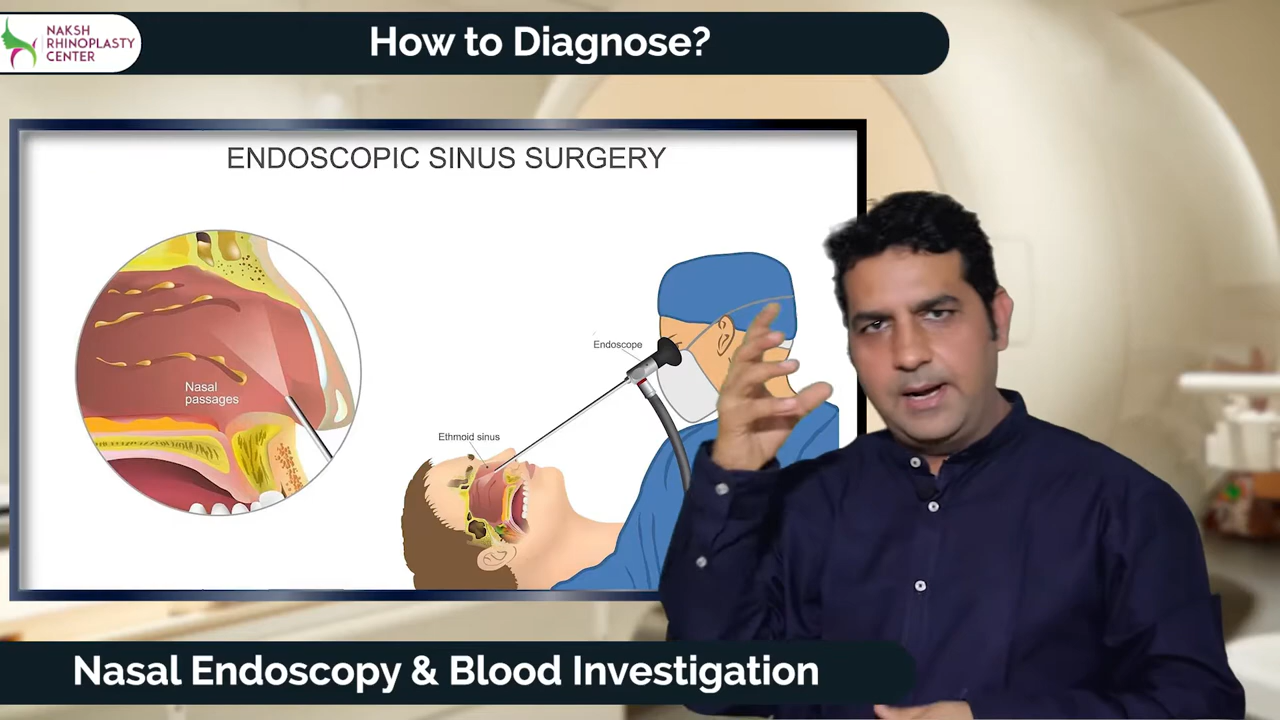 NAKSH
RHINOPLASTY
CENTER
How to Diagnose?
ENDOSCOPIC SINUS SURGERY
Nasal
passages
Endoscope
Ethmoid sinus
Nasal Endoscopy & Blood Investigation